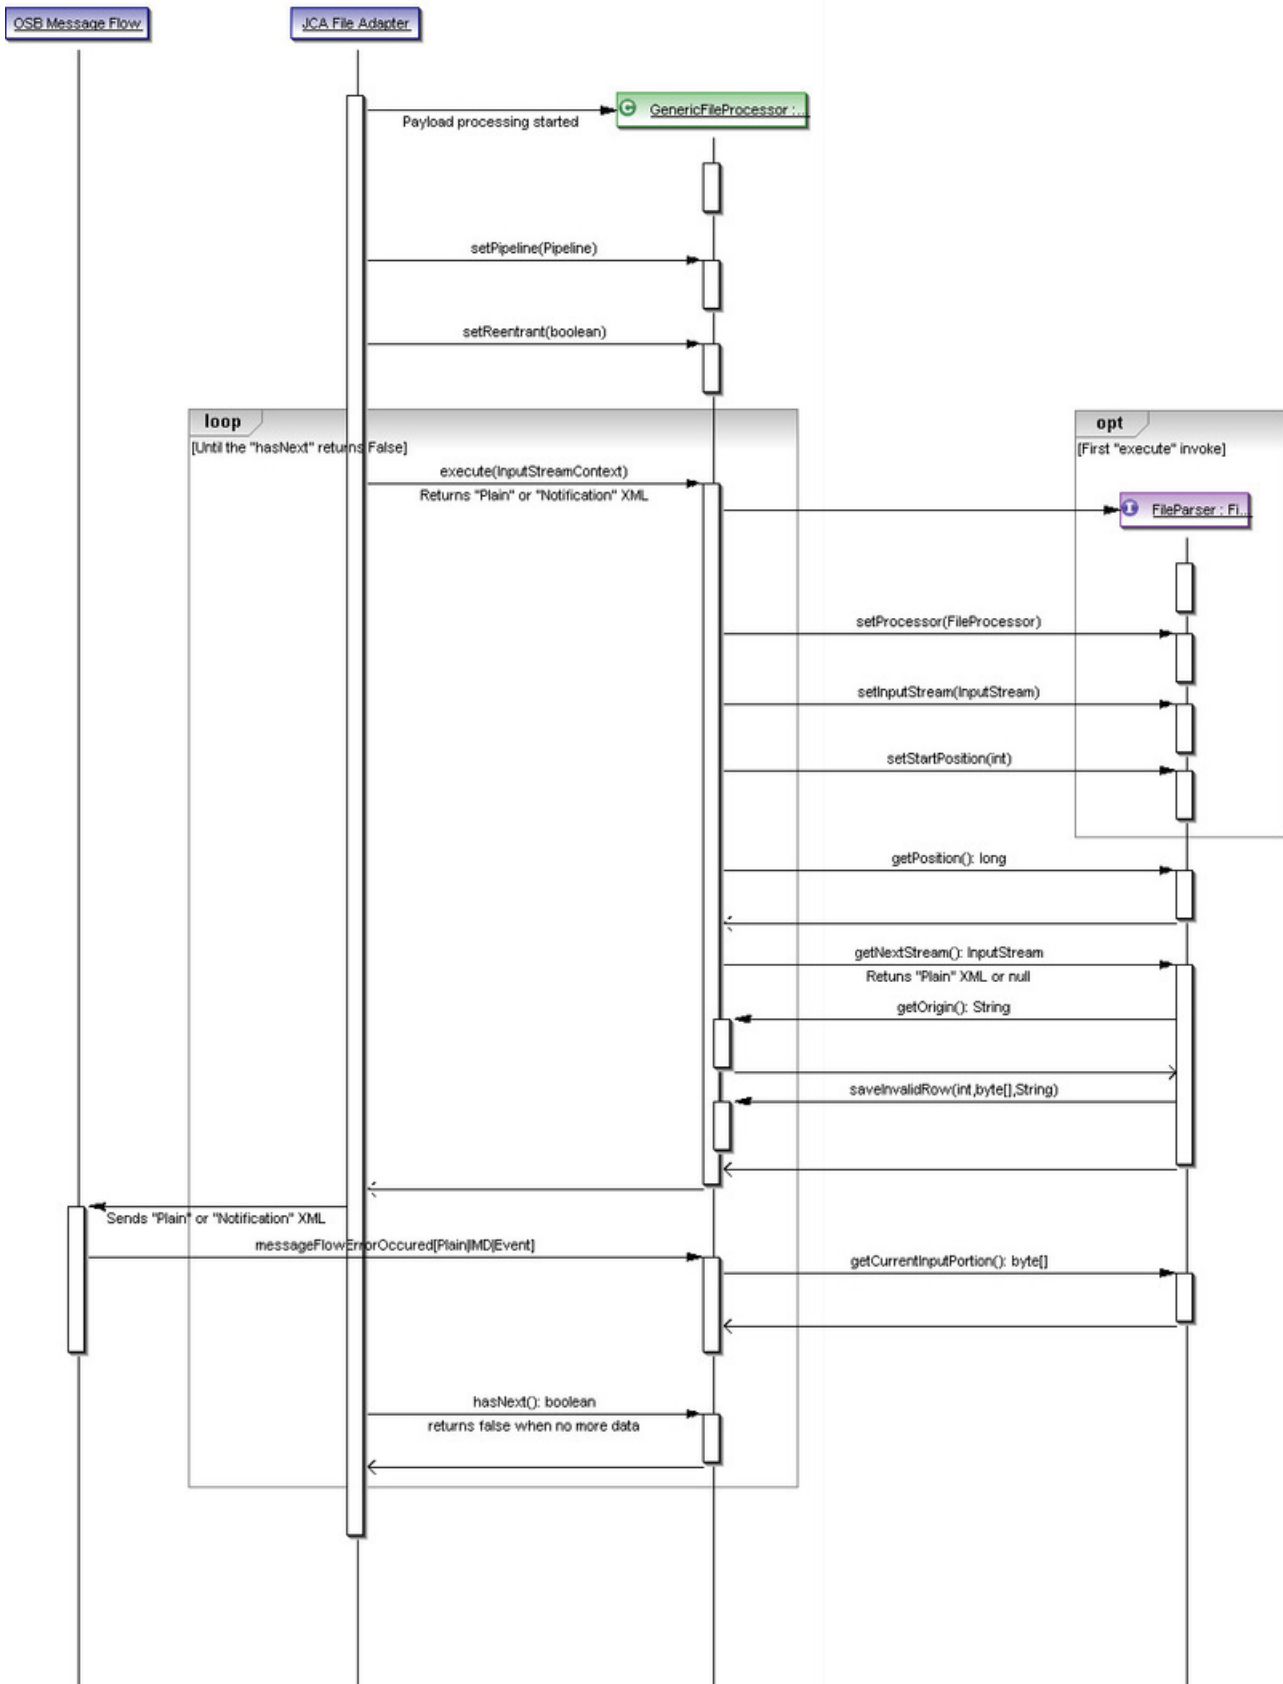 OSB Message Flow
JCA File Adapter
GenericFileProcessor :...
Payload processing started
setPipeline(Pipeline)
setReentrant(boolean)
loop
[Until the "hasNext" returns False]
opt
[First "execute" invoke]
execute(InputStreamContext)
Returns "Plain" or "Notification" XML
FileParser : Fi...
setProcessor(FileProcessor)
setInputStream(InputStream)
setStartPosition(int)
getPosition(): long
getNextStream(): InputStream
Retuns "Plain" XML or null
getOrigin(): String
saveInvalidRow(int,byte[],String)
Sends "Plain" or "Notification" XML
messageFlowErrorOccured[Plain|MD|Event]
getCurrentInputPortion(): byte[]
hasNext(): boolean
returns false when no more data